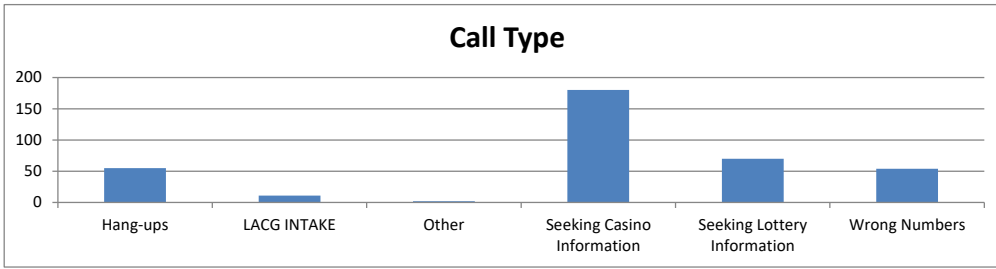 Call Type
200
150
100
50
0
Hang-ups
LACG INTAKE
Other
Seeking Casino
Information
Seeking Lottery
Information
Wrong Numbers